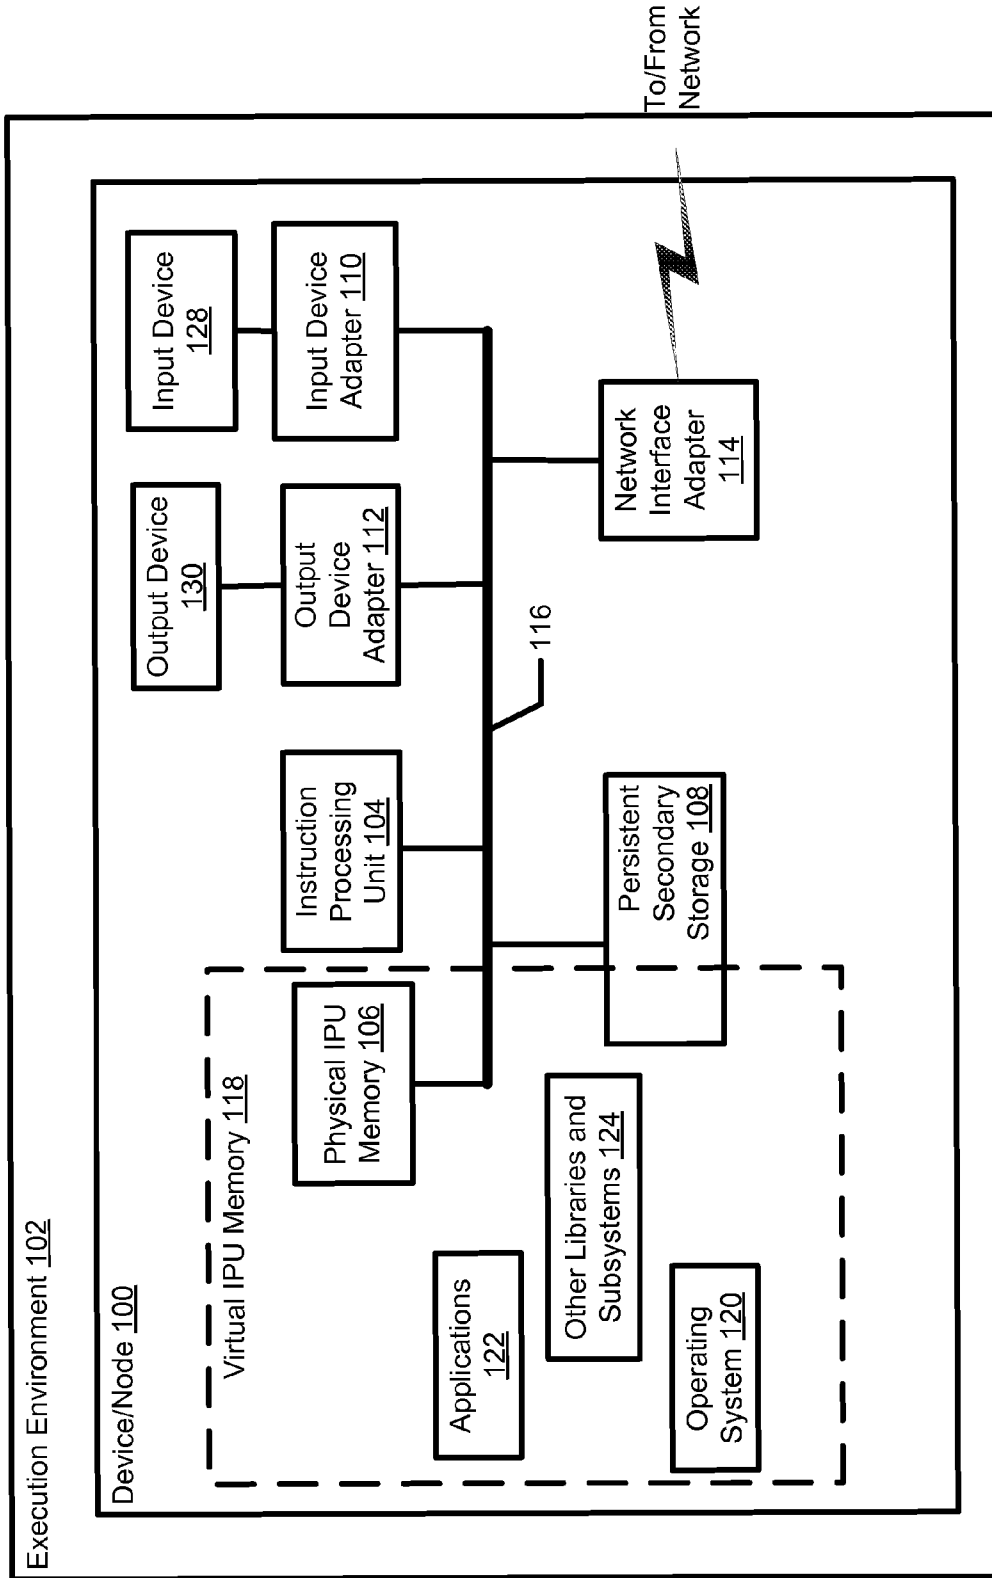 Execution Environment 102
Device/Node 100
Virtual IPU Memory 118
Physical IPU
Memory 106
Instruction
Processing
Unit 104
Output Device
130
Output
Device
Adapter 112
Input Device
128
Input Device
Adapter 110
Applications
122
Other Libraries and
Subsystems 124
Operating
System 120
Persistent
Secondary
Storage 108
116
Network
Interface
Adapter
114
To/From
Network